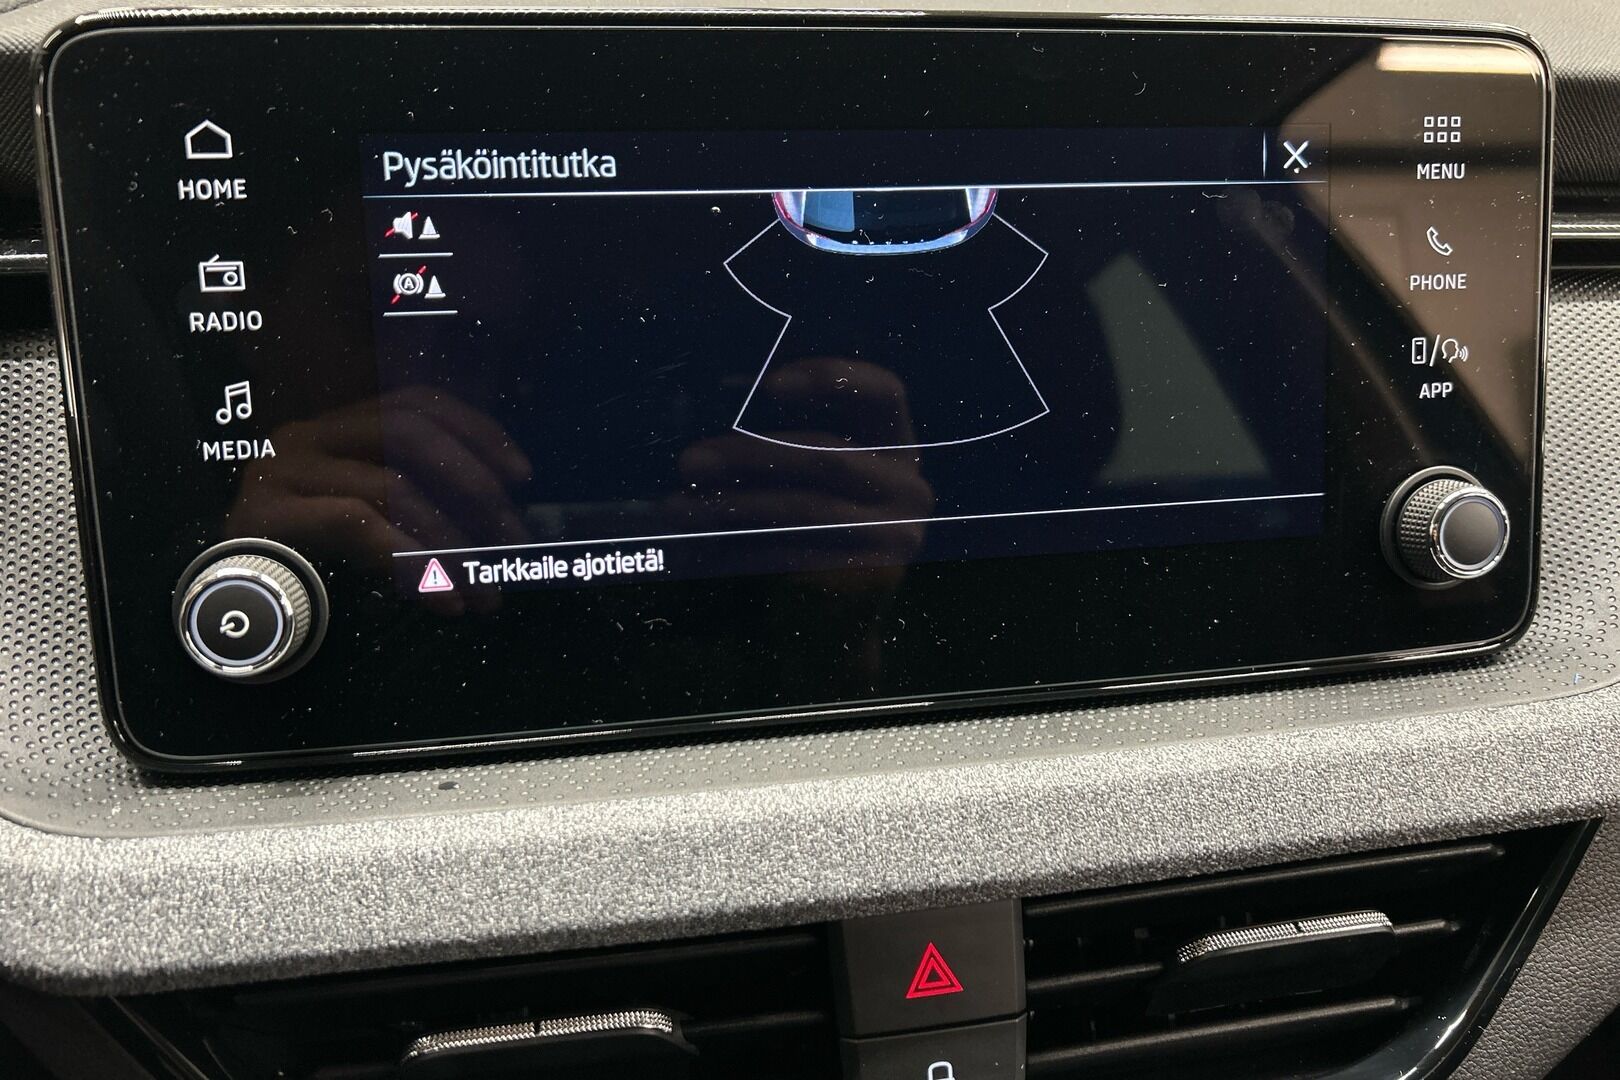 HOME
RADIO
MEDIA
Pysäköintitutka
A
Tarkkaile ajotietä!
MENU
PHONE
APP